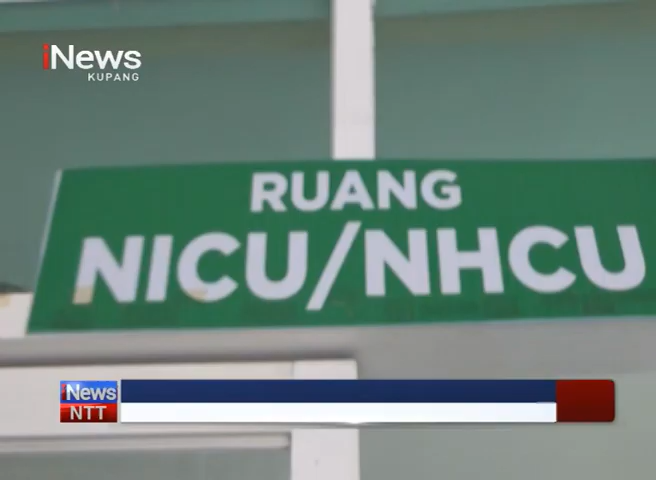 iNews
KUPANG
RUANG
NICU/NHCU
iNews
NTT